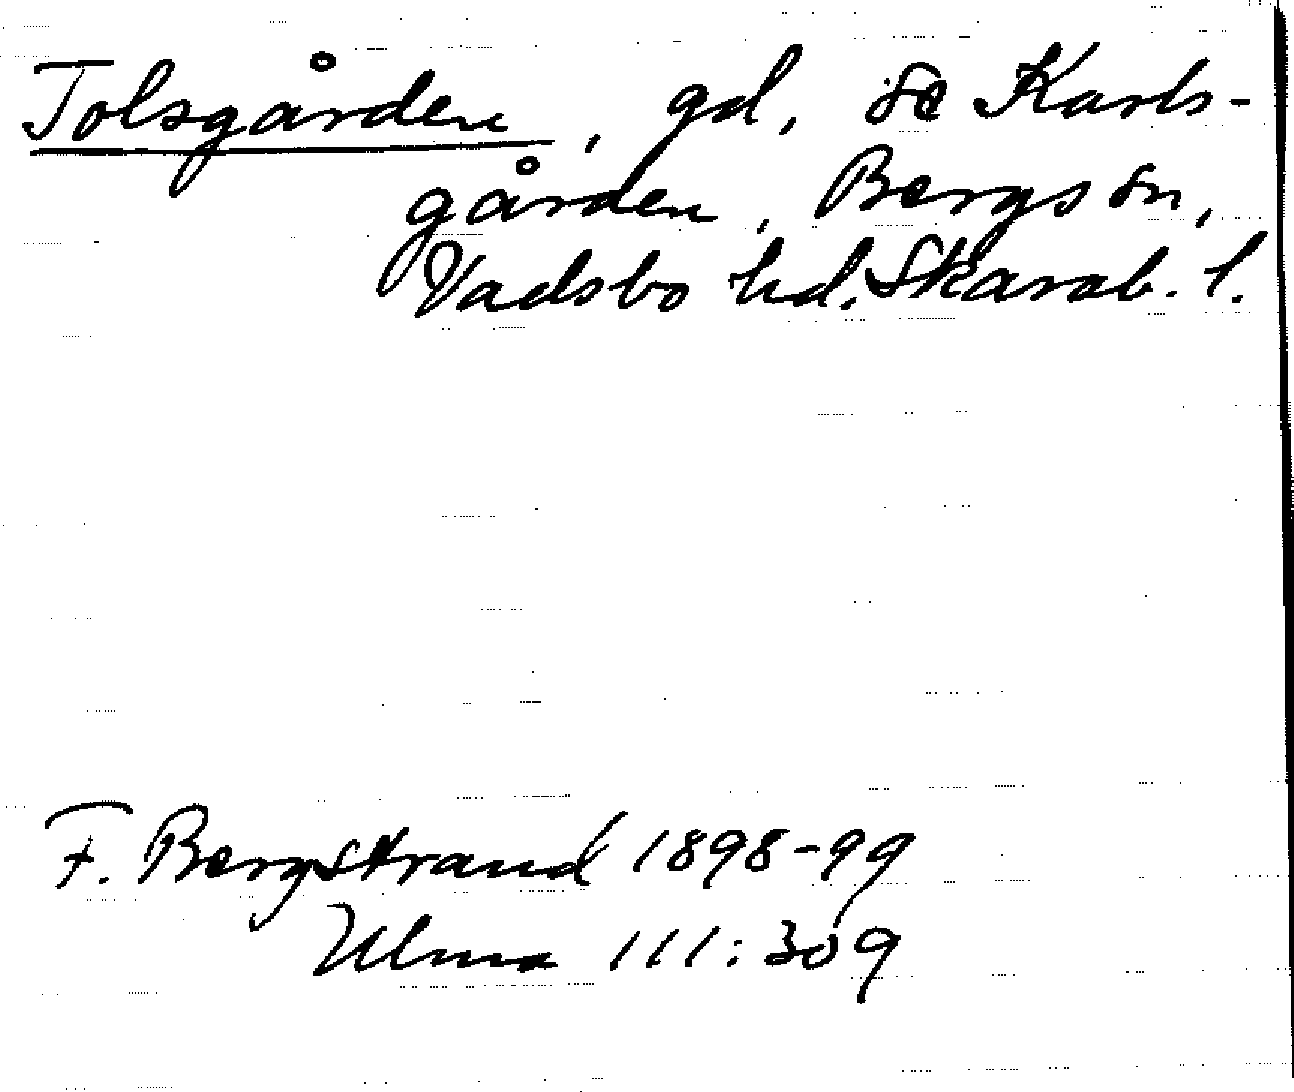 Tolsgården, gd, se Karls-
gården, Bergs sn,
Vadsbo hd. Skarab. l.
F. Bergstrand 1898-99
Ulma 111:309